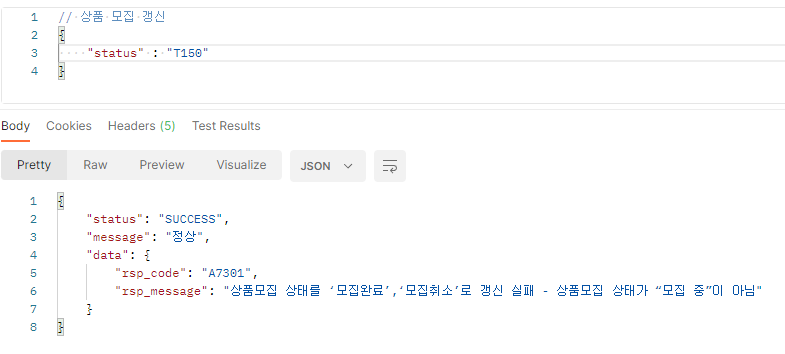 1 // 상품 모집 갱신
2 {
3 "status" : "T150"
4 }
Body Cookies Headers (5) Test Results
Pretty Raw Preview Visualize JSON
1 {
2 "status": "SUCCESS",
3 "message": "정상",
4 "data": {
5 "rsp_code": "A7301",
6 "rsp_message": "상품모집 상태를 ‘모집완료’,‘모집취소’로 갱신 실패 - 상품모집 상태가 “모집 중”이 아님"
7 }
8 }